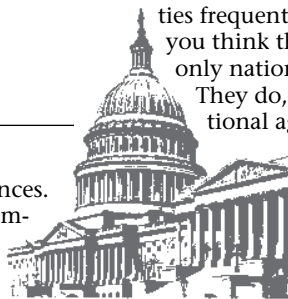 ties frequent
you think th
only nation
They do,
tional ag
nces.
m-